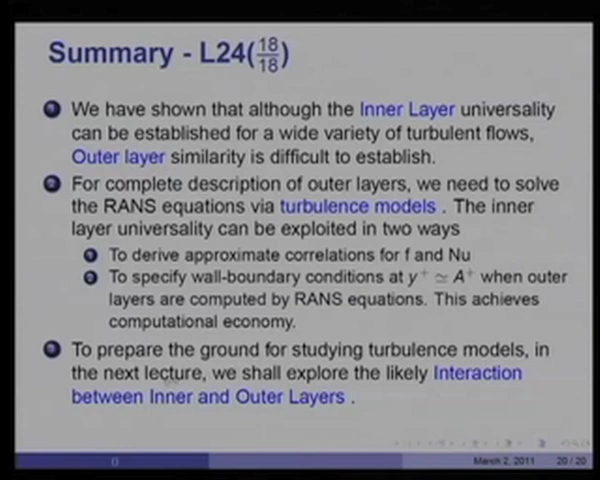 Summary - L24(18/18)
1 We have shown that although the Inner Layer universality
can be established for a wide variety of turbulent flows,
Outer layer similarity is difficult to establish.
2 For complete description of outer layers, we need to solve
the RANS equations via turbulence models . The inner
layer universality can be exploited in two ways
1 To derive approximate correlations for f and Nu
2 To specify wall-boundary conditions at y⁺ ≃ A⁺ when outer
layers are computed by RANS equations. This achieves
computational economy.
3 To prepare the ground for studying turbulence models, in
the next lecture, we shall explore the likely Interaction
between Inner and Outer Layers .
() March 2, 2011 20 / 20